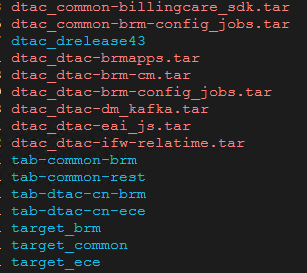 dtac_common-billingcare_sdk.tar
dtac_common-brm-config_jobs.tar
dtac_drelease43
dtac_dtac-brmapps.tar
dtac_dtac-brm-cm.tar
dtac_dtac-brm-config_jobs.tar
dtac_dtac-dm_kafka.tar
dtac_dtac-eai_js.tar
dtac_dtac-ifw-relatime.tar
tab-common-brm
tab-common-rest
tab-dtac-cn-brm
tab-dtac-cn-ece
target_brm
target_common
target_ece